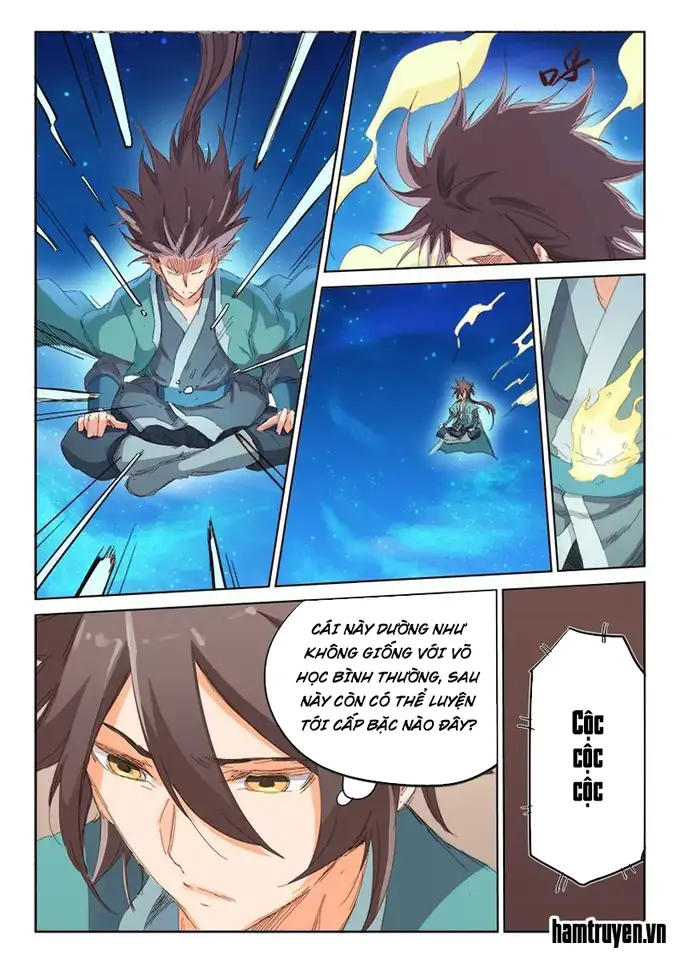 呼
CÁI NÀY DƯỜNG NHƯ
KHÔNG GIỐNG VỚI VÕ
HỌC BÌNH THƯỜNG, SAU
NÀY CÒN CÓ THỂ LUYỆN
TỚI CẤP BẬC NÀO ĐÂY?
CỘC
CỘC
CỘC
hamtruyen.vn